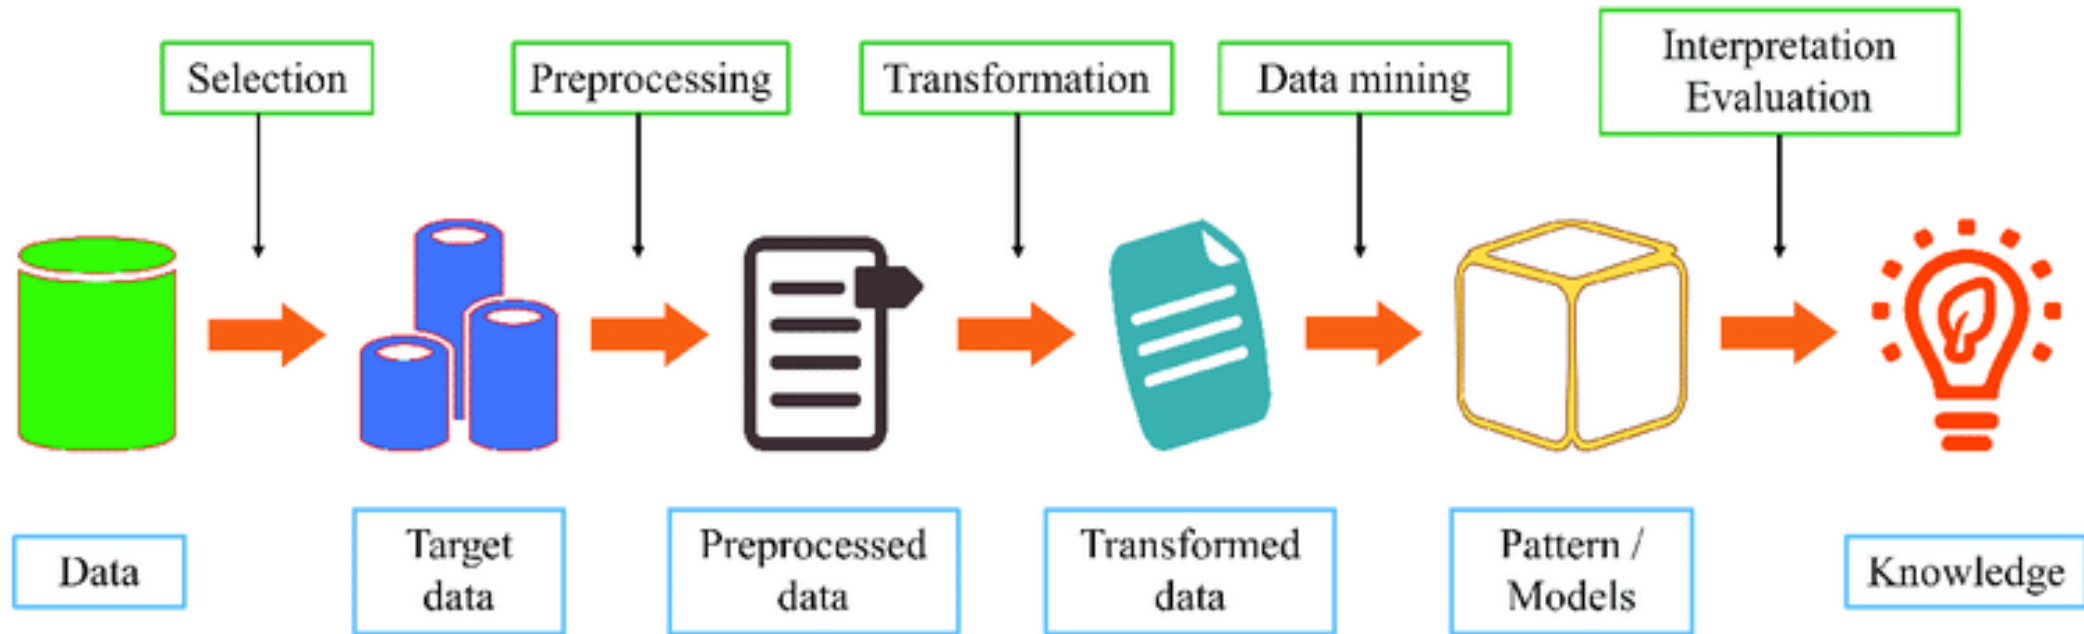 Selection
Preprocessing
Transformation
Data mining
Interpretation
Evaluation
Data
Target
data
Preprocessed
data
Transformed
data
Pattern /
Models
Knowledge